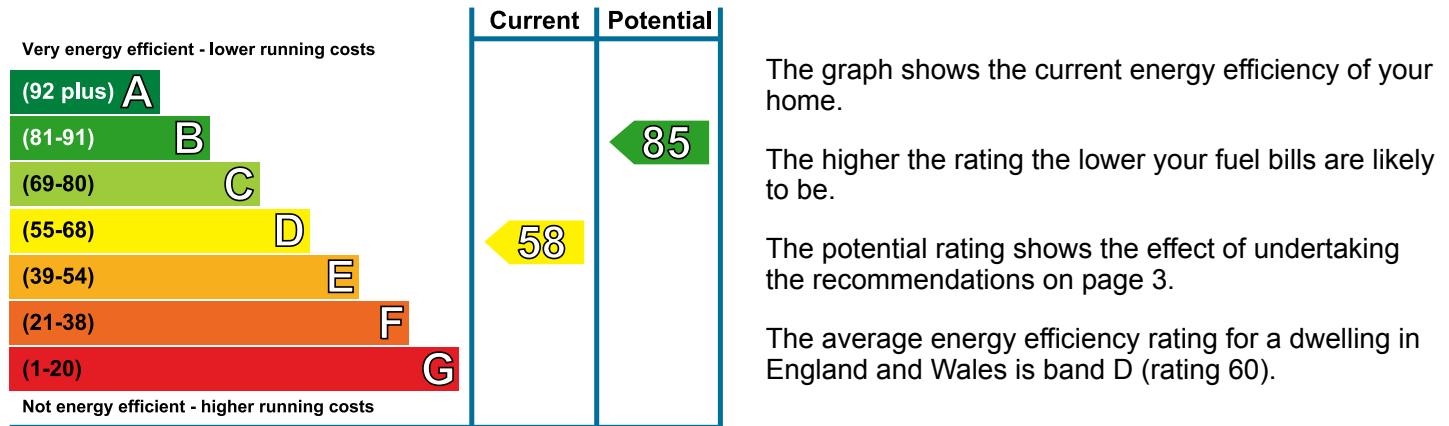 Current Potential
Very energy efficient - lower running costs
(92 plus) A
(81-91) B
85
(69-80) C
(55-68) D
58
(39-54) E
(21-38) F
(1-20) G
Not energy efficient - higher running costs
The graph shows the current energy efficiency of your
home.
The higher the rating the lower your fuel bills are likely
to be.
The potential rating shows the effect of undertaking
the recommendations on page 3.
The average energy efficiency rating for a dwelling in
England and Wales is band D (rating 60).